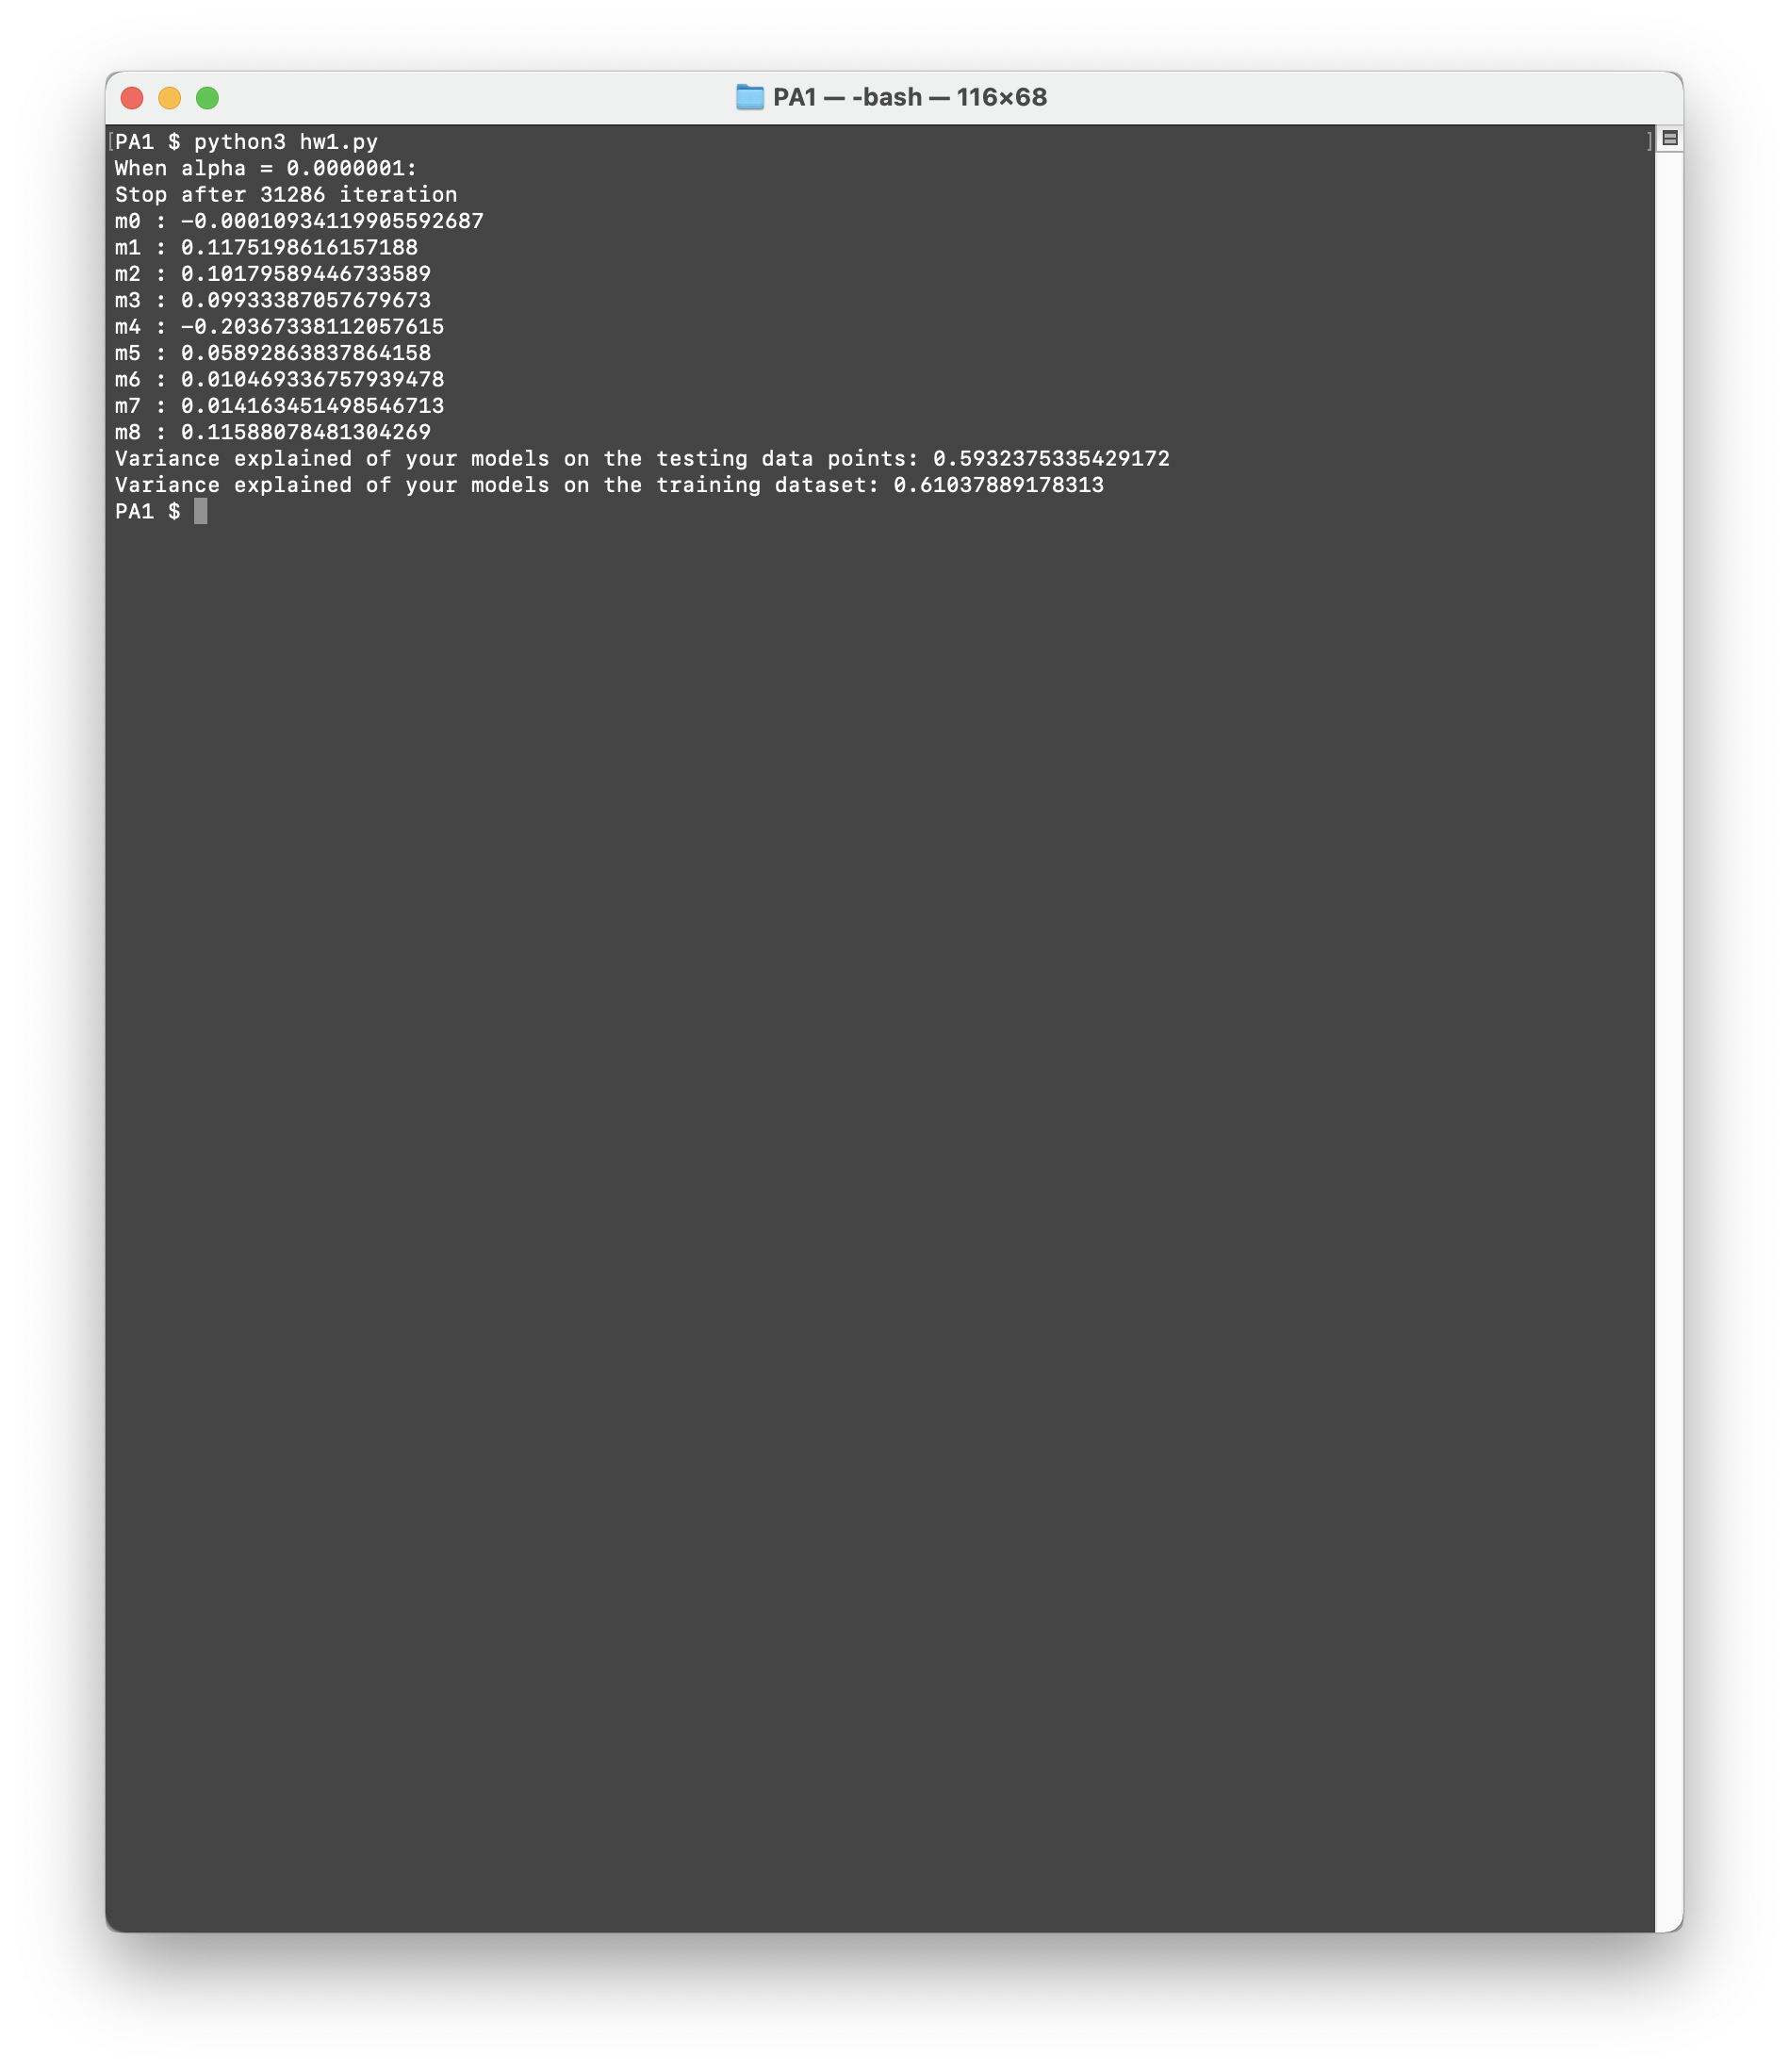 PA1 — -bash — 116×68
[PA1 $ python3 hw1.py ]
When alpha = 0.0000001:
Stop after 31286 iteration
m0 : -0.00010934119905592687
m1 : 0.1175198616157188
m2 : 0.10179589446733589
m3 : 0.09933387057679673
m4 : -0.20367338112057615
m5 : 0.05892863837864158
m6 : 0.010469336757939478
m7 : 0.014163451498546713
m8 : 0.11588078481304269
Variance explained of your models on the testing data points: 0.5932375335429172
Variance explained of your models on the training dataset: 0.61037889178313
PA1 $